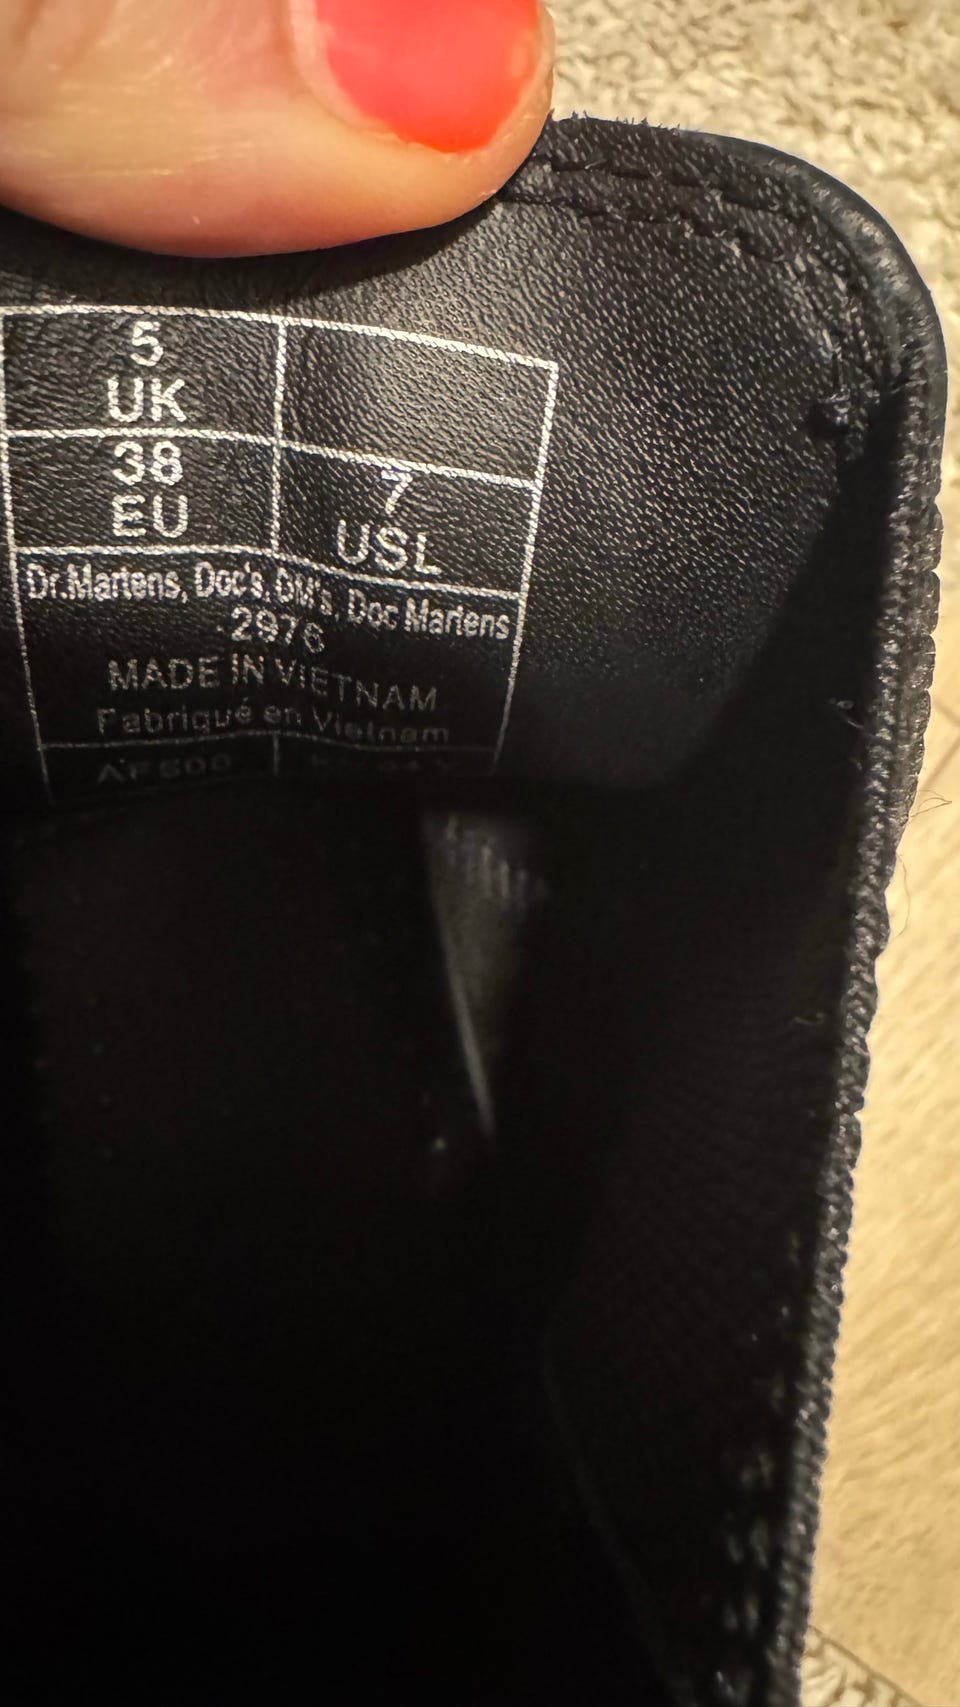 5
UK
38
EU
7
USL
Dr.Martens, Doc's, DM's, Doc Martens
2976
MADE IN VIETNAM
Fabriqué en Vietnam